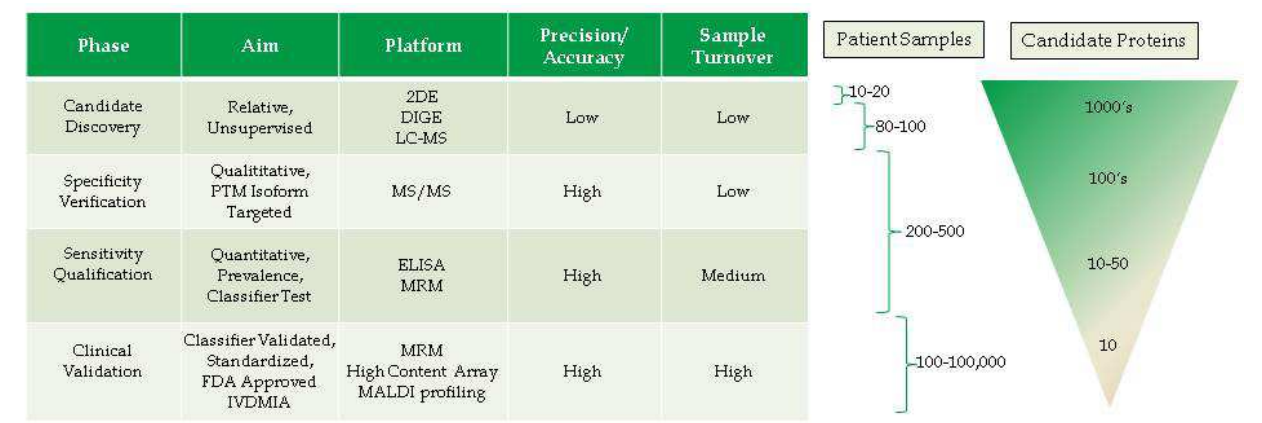 Phase
Aim
Platform
Precision/
Accuracy
Sample
Turnover
Patient Samples
Candidate Proteins
Candidate
Discovery
Relative,
Unsupervised
2DE
DIGE
LC-MS
Low
Low
10-20
80-100
1000's
Specificity
Verification
Qualititative,
PTM Isoform
Targeted
MS/MS
High
Low
100's
200-500
Sensitivity
Qualification
Quantitative,
Prevalence,
Classifier Test
ELISA
MRM
High
Medium
10-50
Clinical
Validation
Classifier Validated,
Standardized,
FDA Approved
IVDMIA
MRM
High Content Array
MALDI profiling
High
High
100-100,000
10